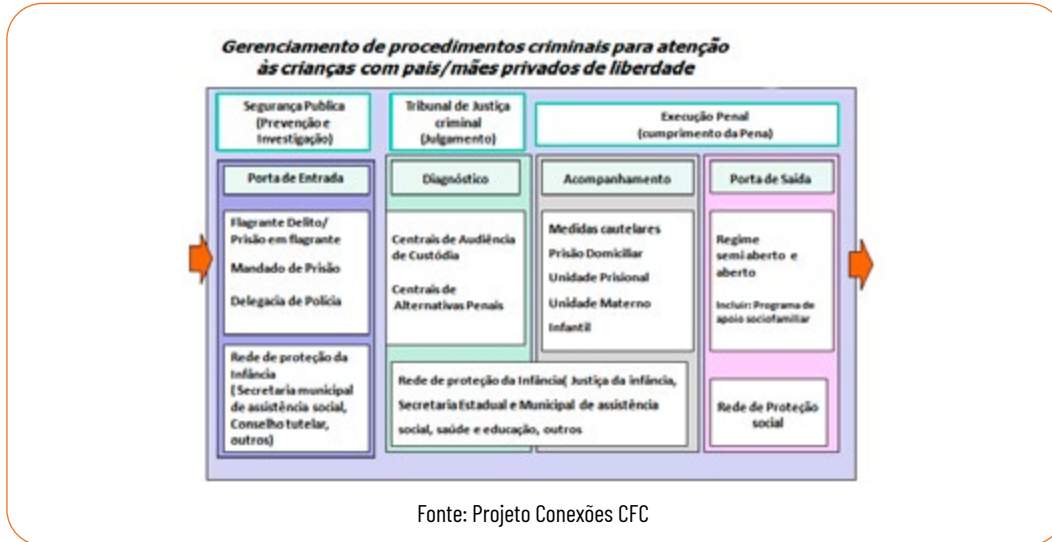 Gerenciamento de procedimentos criminais para atenção
às crianças com pais/mães privados de liberdade
Segurança Publica
(Prevenção e
Investigação)
Tribunal de Justiça
criminal
(Julgamento)
Execução Penal
(cumprimento da Pena)
Porta de Entrada
Diagnóstico
Acompanhamento
Porta de Saída
Flagrante Delito/
Prisão em flagrante
Mandado de Prisão
Delegacia de Polícia
Centrais de Audiência
de Custódia
Centrais de
Alternativas Penais
Medidas cautelares
Prisão Domiciliar
Unidade Prisional
Unidade Materno
Infantil
Regime
semi aberto e
aberto
Incluir: Programa de
apoio sociofamiliar
Rede de proteção da
Infância
( Secretaria municipal
de assistência social,
Conselho tutelar,
outros)
Rede de proteção da Infância( Justiça da infância,
Secretaria Estadual e Municipal de assistência
social, saúde e educação, outros
Rede de Proteção
social
Fonte: Projeto Conexões CFC